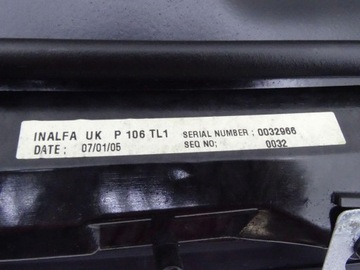 INALFA UK P 106 TL1 SERIAL NUMBER : 0032966
DATE : 07/01/05 SEQ NO; 0032